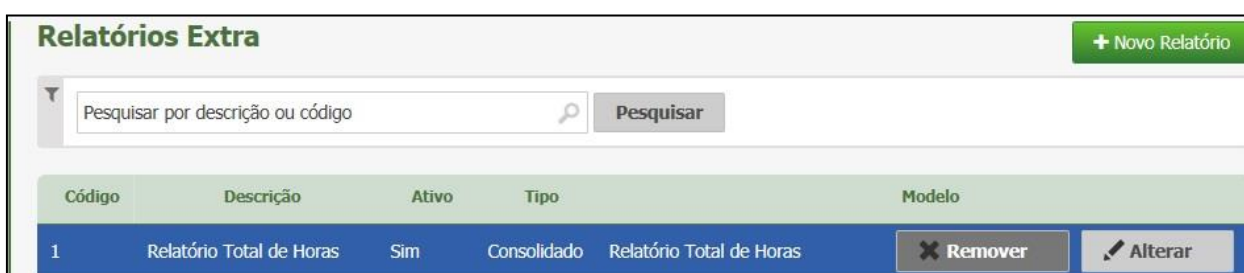 Relatórios Extra
+ Novo Relatório
Pesquisar por descrição ou código
Pesquisar
Código Descrição Ativo Tipo Modelo
1 Relatório Total de Horas Sim Consolidado Relatório Total de Horas Remover Alterar